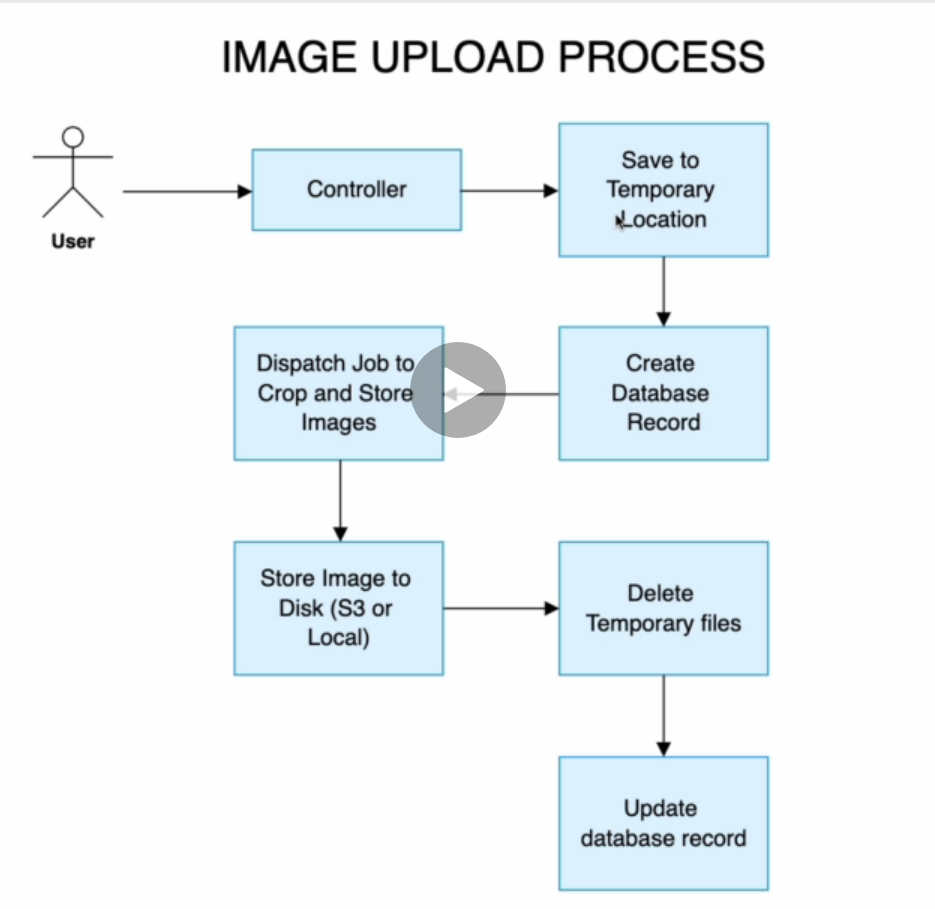 IMAGE UPLOAD PROCESS
User
Controller
Save to
Temporary
Location
Create
Database
Record
Dispatch Job to
Crop and Store
Images
Store Image to
Disk (S3 or
Local)
Delete
Temporary files
Update
database record